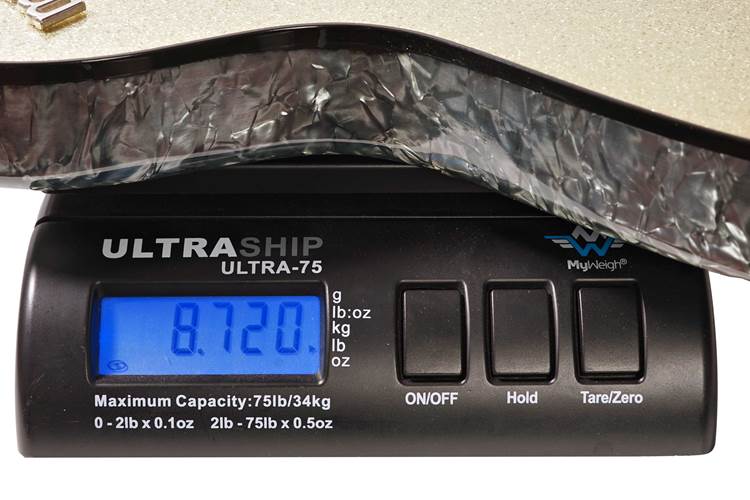 ULTRASHIP
ULTRA-75
MyWeigh®
8.720
g
lb:oz
kg
lb
oz
Maximum Capacity:75lb/34kg
0 - 2lb x 0.1oz 2lb - 75lb x 0.5oz
ON/OFF
Hold
Tare/Zero